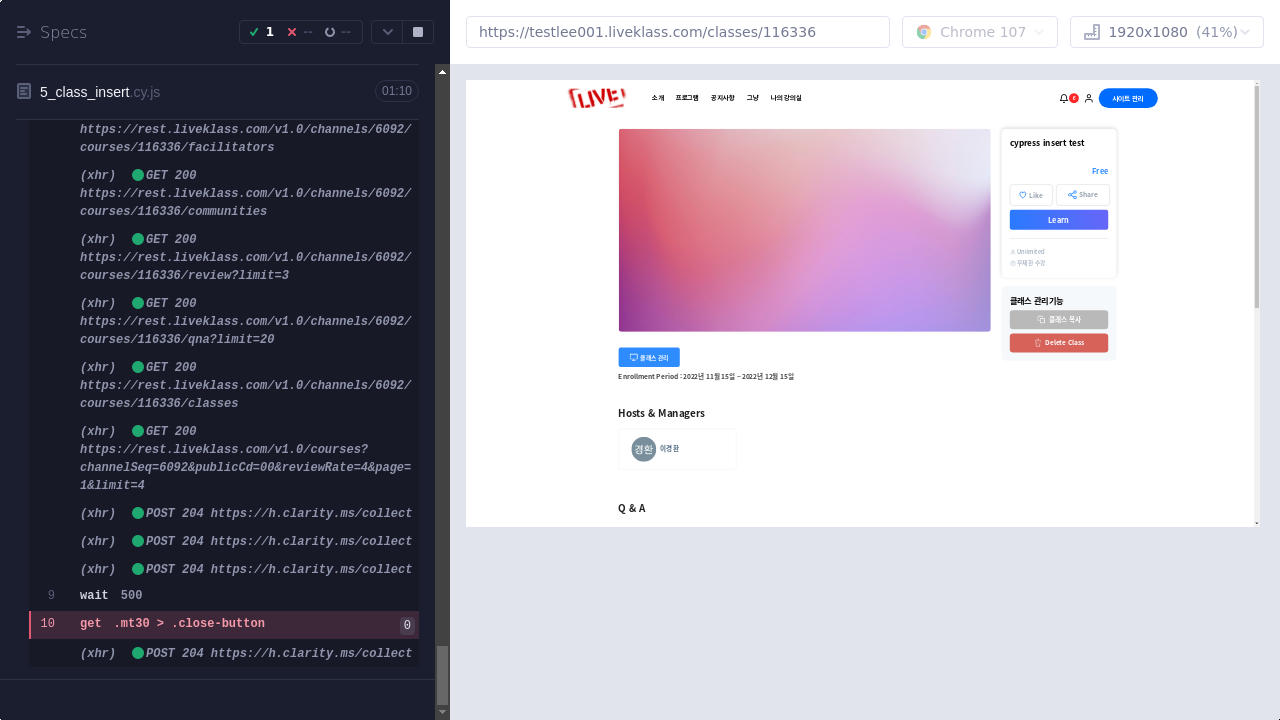 Specs
1
--
--
https://testlee001.liveklass.com/classes/116336
Chrome 107
1920x1080 (41%)
5_class_insert.cy.js
01:10
https://rest.liveklass.com/v1.0/channels/6092/
courses/116336/facilitators
(xhr) GET 200
https://rest.liveklass.com/v1.0/channels/6092/
courses/116336/communities
(xhr) GET 200
https://rest.liveklass.com/v1.0/channels/6092/
courses/116336/review?limit=3
(xhr) GET 200
https://rest.liveklass.com/v1.0/channels/6092/
courses/116336/qna?limit=20
(xhr) GET 200
https://rest.liveklass.com/v1.0/channels/6092/
courses/116336/classes
(xhr) GET 200
https://rest.liveklass.com/v1.0/courses?
channelSeq=6092&publicCd=00&reviewRate=4&page=
1&limit=4
(xhr) POST 204 https://h.clarity.ms/collect
(xhr) POST 204 https://h.clarity.ms/collect
(xhr) POST 204 https://h.clarity.ms/collect
9 wait 500
10 get .mt30 > .close-button 0
(xhr) POST 204 https://h.clarity.ms/collect
LIVE!
소개 프로그램 공지사항 그냥 나의 강의실
6
사이트 관리
cypress insert test
Free
Like
Share
Learn
Unlimited
무제한 수강
클래스 관리기능
클래스 복사
Delete Class
클래스 관리
Enrollment Period : 2022년 11월 15일 ~ 2022년 12월 15일
Hosts & Managers
경환
이경환
Q & A